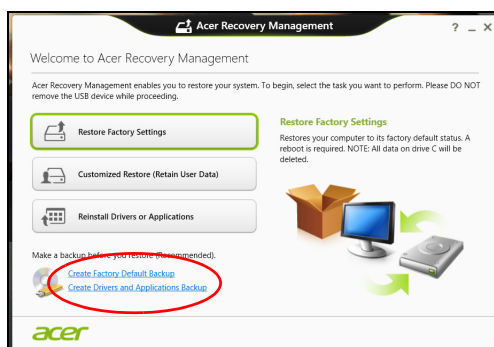 Acer Recovery Management
? _ X
Welcome to Acer Recovery Management
Acer Recovery Management enables you to restore your system. To begin, select the task you want to perform. Please DO NOT
remove the USB device while proceeding.
Restore Factory Settings
Customized Restore (Retain User Data)
Reinstall Drivers or Applications
Restore Factory Settings
Restores your computer to its factory default status. A
reboot is required. NOTE: All data on drive C will be
deleted.
Make a backup before you restore (Recommended).
Create Factory Default Backup
Create Drivers and Applications Backup
acer